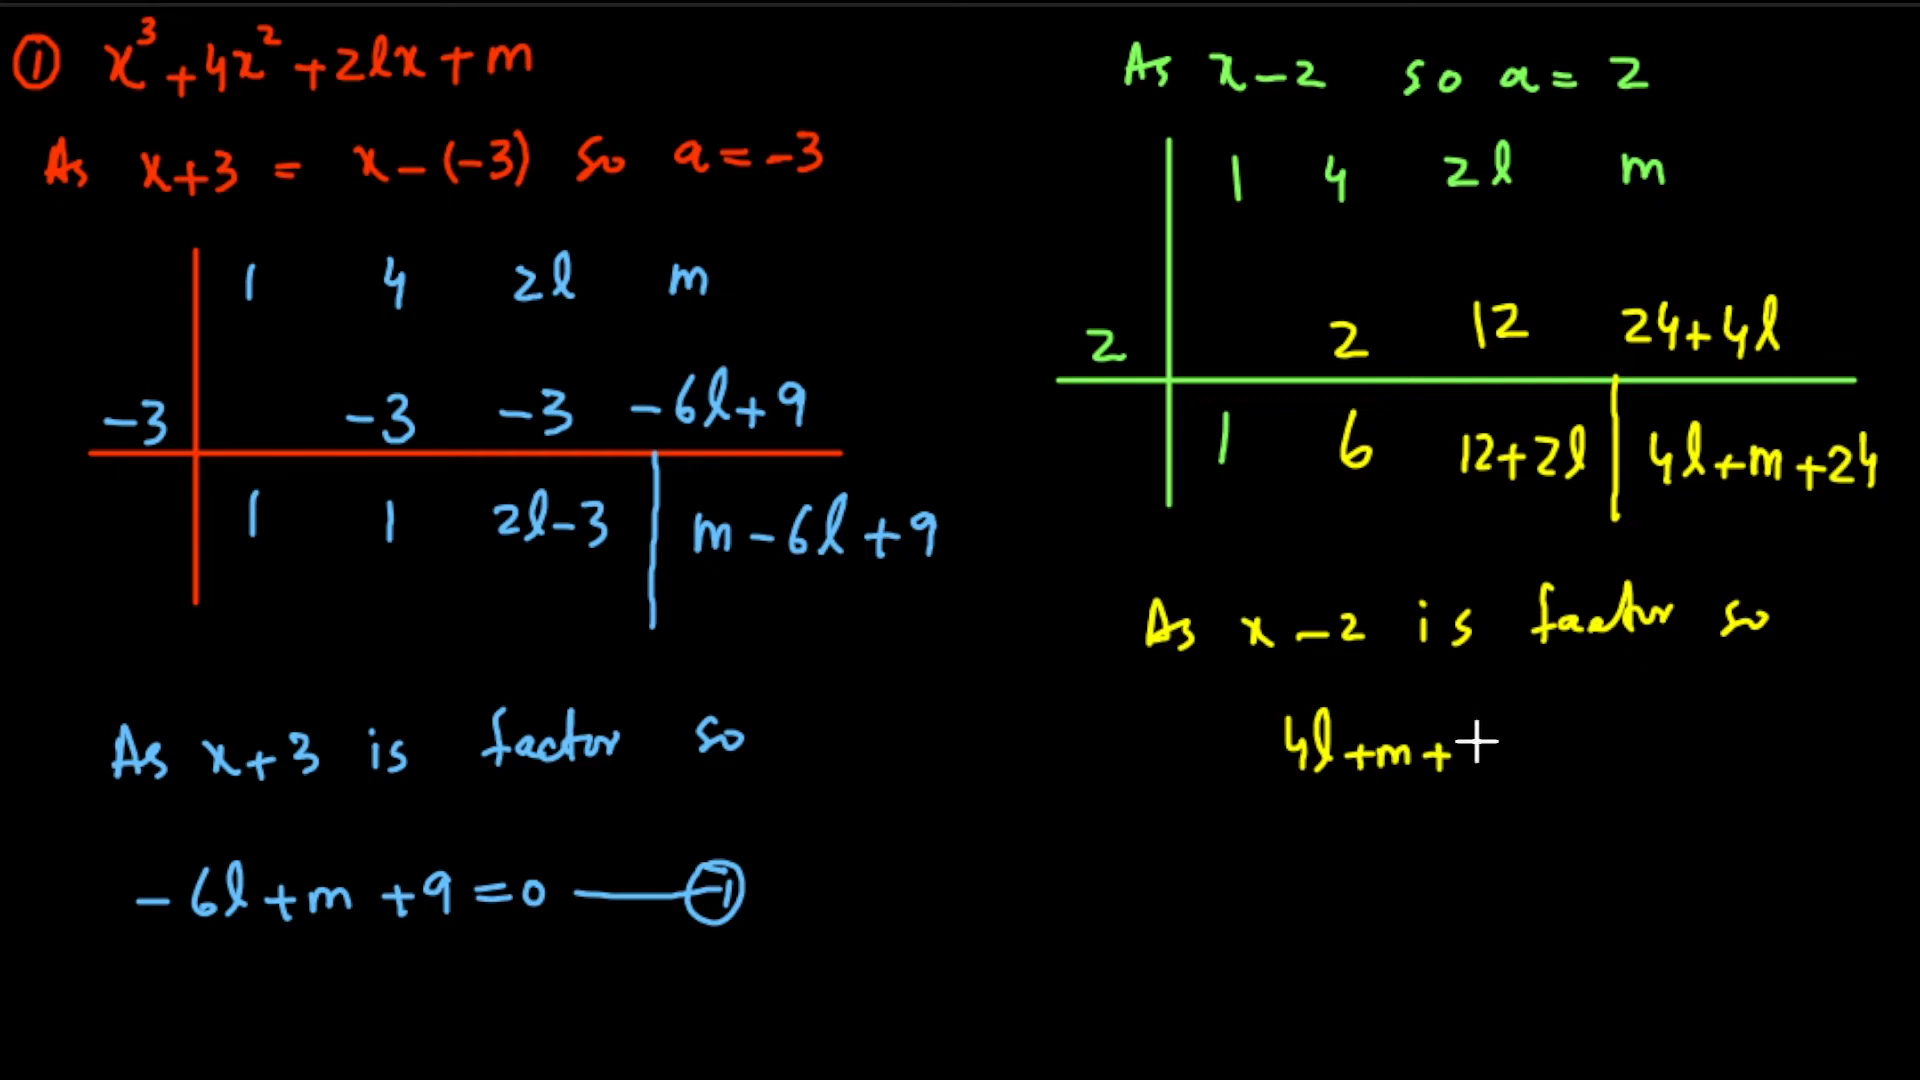 ① x³ + 4x² + 2lx + m
As x+3 = x-(-3) so a = -3
1 4 2l m
-3 -3 -3 -6l+9
1 1 2l-3 m-6l+9
As x+3 is factor so
-6l+m+9=0 — ①
As x-2 so a= 2
1 4 2l m
2 2 12 24+4l
1 6 12+2l 4l+m+24
As x-2 is factor so
4l+m+